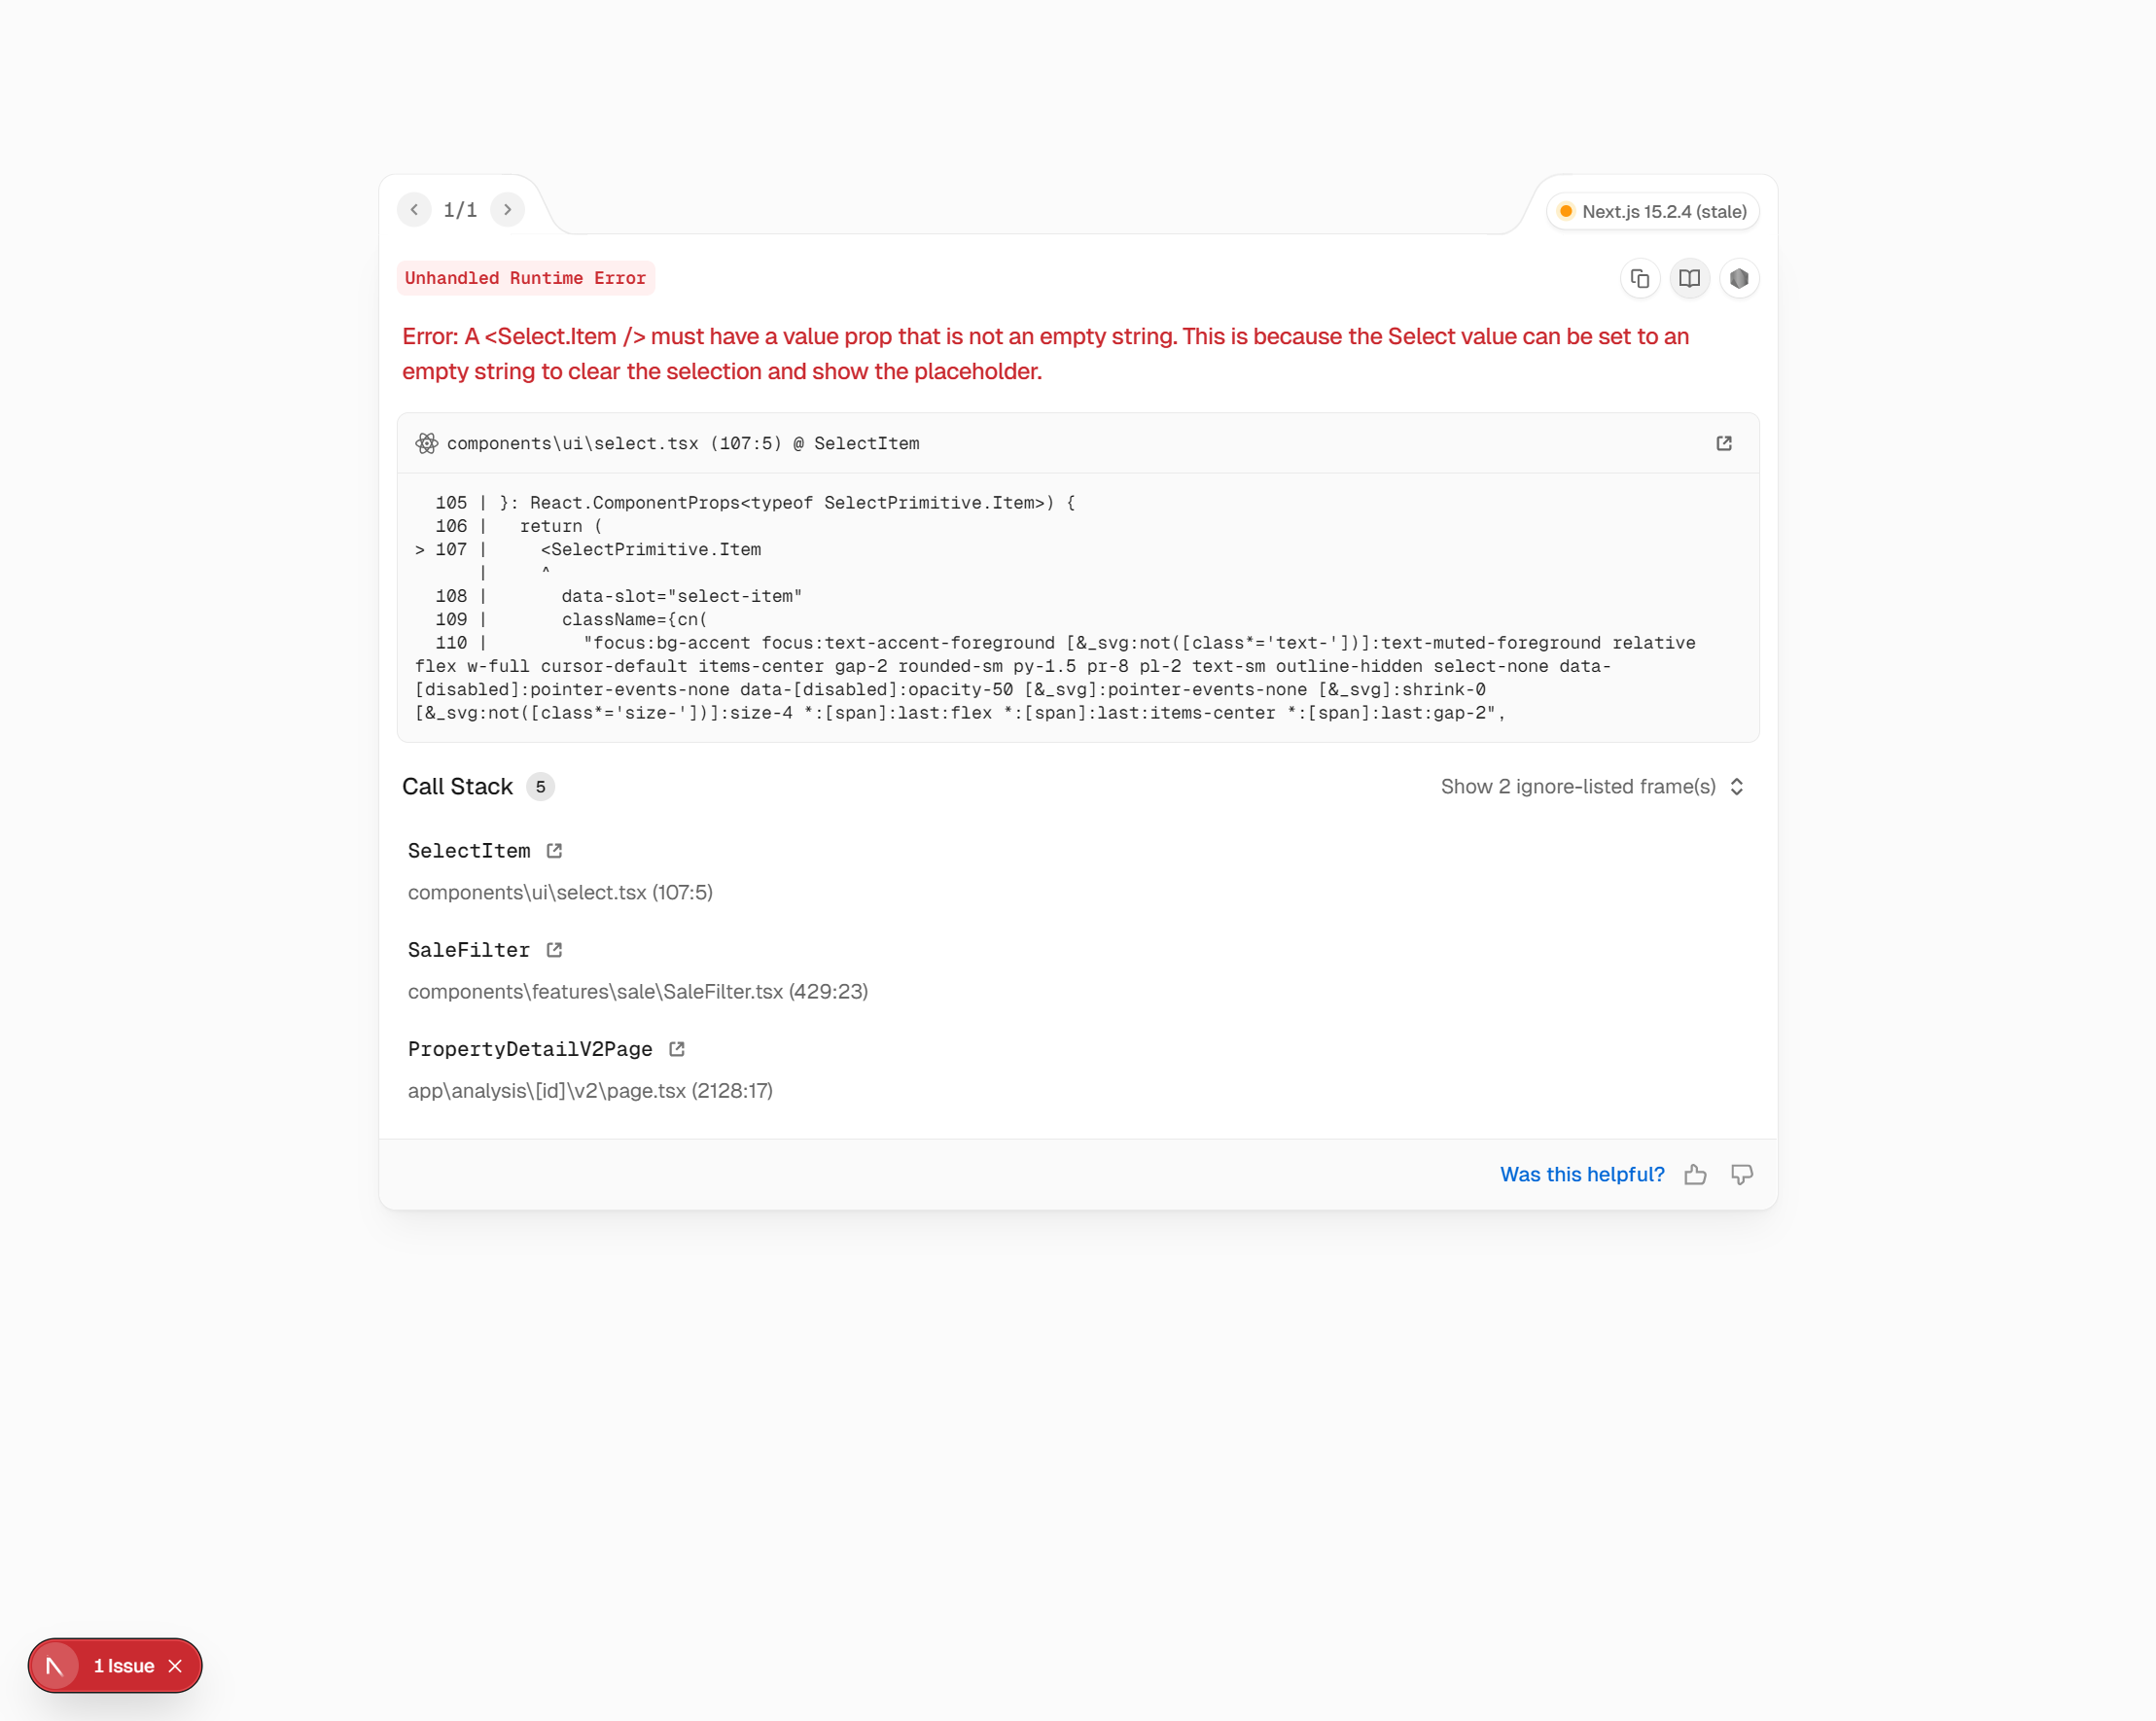 1/1
Next.js 15.2.4 (stale)
Unhandled Runtime Error
Error: A <Select.Item /> must have a value prop that is not an empty string. This is because the Select value can be set to an
empty string to clear the selection and show the placeholder.
components\ui\select.tsx (107:5) @ SelectItem
  105 | }: React.ComponentProps<typeof SelectPrimitive.Item>) {
  106 |   return (
> 107 |     <SelectPrimitive.Item
      |     ^
  108 |       data-slot="select-item"
  109 |       className={cn(
  110 |         "focus:bg-accent focus:text-accent-foreground [&_svg:not([class*='text-'])]:text-muted-foreground relative
flex w-full cursor-default items-center gap-2 rounded-sm py-1.5 pr-8 pl-2 text-sm outline-hidden select-none data-
[disabled]:pointer-events-none data-[disabled]:opacity-50 [&_svg]:pointer-events-none [&_svg]:shrink-0
[&_svg:not([class*='size-'])]:size-4 *:[span]:last:flex *:[span]:last:items-center *:[span]:last:gap-2",
Call Stack 5
Show 2 ignore-listed frame(s)
SelectItem
components\ui\select.tsx (107:5)
SaleFilter
components\features\sale\SaleFilter.tsx (429:23)
PropertyDetailV2Page
app\analysis\[id]\v2\page.tsx (2128:17)
Was this helpful?
1 Issue